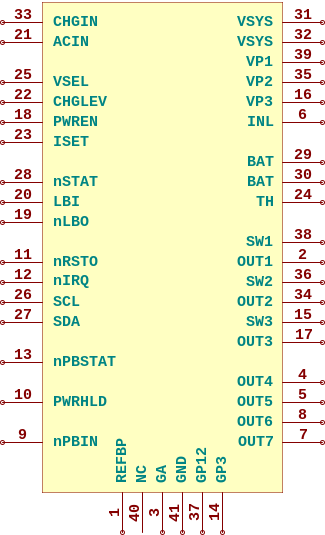 33 CHGIN VSYS 31
21 ACIN VSYS 32
VP1 39
25 VSEL VP2 35
22 CHGLEV VP3 16
18 PWREN INL 6
23 ISET
BAT 29
28 nSTAT BAT 30
20 LBI TH 24
19 nLBO
SW1 38
11 nRSTO OUT1 2
12 nIRQ SW2 36
26 SCL OUT2 34
27 SDA SW3 15
OUT3 17
13 nPBSTAT
OUT4 4
10 PWRHLD OUT5 5
OUT6 8
9 nPBIN OUT7 7
REFBP NC GA GND GP12 GP3
1 40 3 41 37 14